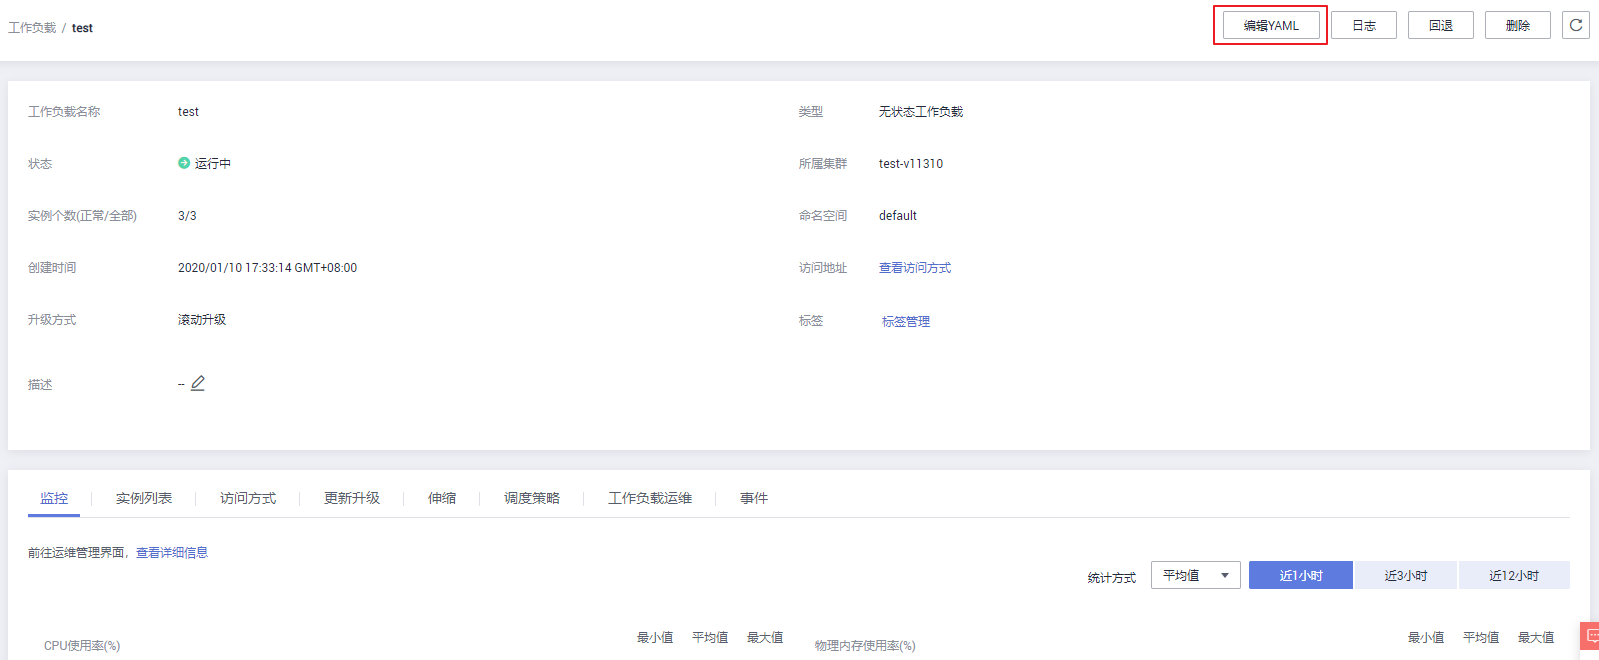 工作负载 / test
编辑YAML 日志 回退 删除
工作负载名称 test 类型 无状态工作负载
状态 运行中 所属集群 test-v11310
实例个数(正常/全部) 3/3 命名空间 default
创建时间 2020/01/10 17:33:14 GMT+08:00 访问地址 查看访问方式
升级方式 滚动升级 标签 标签管理
描述 --
监控 实例列表 访问方式 更新升级 伸缩 调度策略 工作负载运维 事件
前往运维管理界面，查看详细信息
统计方式 平均值 近1小时 近3小时 近12小时
CPU使用率(%) 最小值 平均值 最大值 物理内存使用率(%) 最小值 平均值 最大值